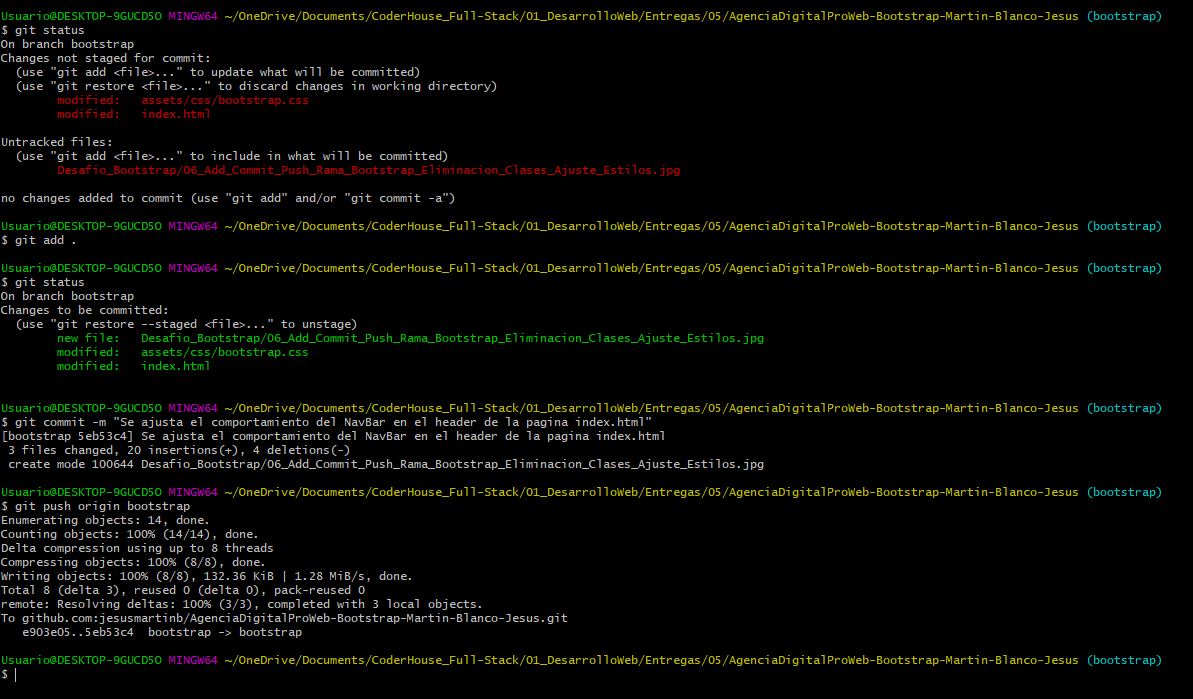 Usuario@DESKTOP-9GUCD5O MINGW64 ~/OneDrive/Documents/CoderHouse_Full-Stack/01_DesarrolloWeb/Entregas/05/AgenciaDigitalProWeb-Bootstrap-Martin-Blanco-Jesus (bootstrap)
$ git status
On branch bootstrap
Changes not staged for commit:
  (use "git add <file>..." to update what will be committed)
  (use "git restore <file>..." to discard changes in working directory)
        modified:   assets/css/bootstrap.css
        modified:   index.html

Untracked files:
  (use "git add <file>..." to include in what will be committed)
        Desafio_Bootstrap/06_Add_Commit_Push_Rama_Bootstrap_Eliminacion_Clases_Ajuste_Estilos.jpg

no changes added to commit (use "git add" and/or "git commit -a")

Usuario@DESKTOP-9GUCD5O MINGW64 ~/OneDrive/Documents/CoderHouse_Full-Stack/01_DesarrolloWeb/Entregas/05/AgenciaDigitalProWeb-Bootstrap-Martin-Blanco-Jesus (bootstrap)
$ git add .

Usuario@DESKTOP-9GUCD5O MINGW64 ~/OneDrive/Documents/CoderHouse_Full-Stack/01_DesarrolloWeb/Entregas/05/AgenciaDigitalProWeb-Bootstrap-Martin-Blanco-Jesus (bootstrap)
$ git status
On branch bootstrap
Changes to be committed:
  (use "git restore --staged <file>..." to unstage)
        new file:   Desafio_Bootstrap/06_Add_Commit_Push_Rama_Bootstrap_Eliminacion_Clases_Ajuste_Estilos.jpg
        modified:   assets/css/bootstrap.css
        modified:   index.html

Usuario@DESKTOP-9GUCD5O MINGW64 ~/OneDrive/Documents/CoderHouse_Full-Stack/01_DesarrolloWeb/Entregas/05/AgenciaDigitalProWeb-Bootstrap-Martin-Blanco-Jesus (bootstrap)
$ git commit -m "Se ajusta el comportamiento del NavBar en el header de la pagina index.html"
[bootstrap 5eb53c4] Se ajusta el comportamiento del NavBar en el header de la pagina index.html
 3 files changed, 20 insertions(+), 4 deletions(-)
 create mode 100644 Desafio_Bootstrap/06_Add_Commit_Push_Rama_Bootstrap_Eliminacion_Clases_Ajuste_Estilos.jpg

Usuario@DESKTOP-9GUCD5O MINGW64 ~/OneDrive/Documents/CoderHouse_Full-Stack/01_DesarrolloWeb/Entregas/05/AgenciaDigitalProWeb-Bootstrap-Martin-Blanco-Jesus (bootstrap)
$ git push origin bootstrap
Enumerating objects: 14, done.
Counting objects: 100% (14/14), done.
Delta compression using up to 8 threads
Compressing objects: 100% (8/8), done.
Writing objects: 100% (8/8), 132.36 KiB | 1.28 MiB/s, done.
Total 8 (delta 3), reused 0 (delta 0), pack-reused 0
remote: Resolving deltas: 100% (3/3), completed with 3 local objects.
To github.com:jesusmartinb/AgenciaDigitalProWeb-Bootstrap-Martin-Blanco-Jesus.git
   e903e05..5eb53c4  bootstrap -> bootstrap

Usuario@DESKTOP-9GUCD5O MINGW64 ~/OneDrive/Documents/CoderHouse_Full-Stack/01_DesarrolloWeb/Entregas/05/AgenciaDigitalProWeb-Bootstrap-Martin-Blanco-Jesus (bootstrap)
$